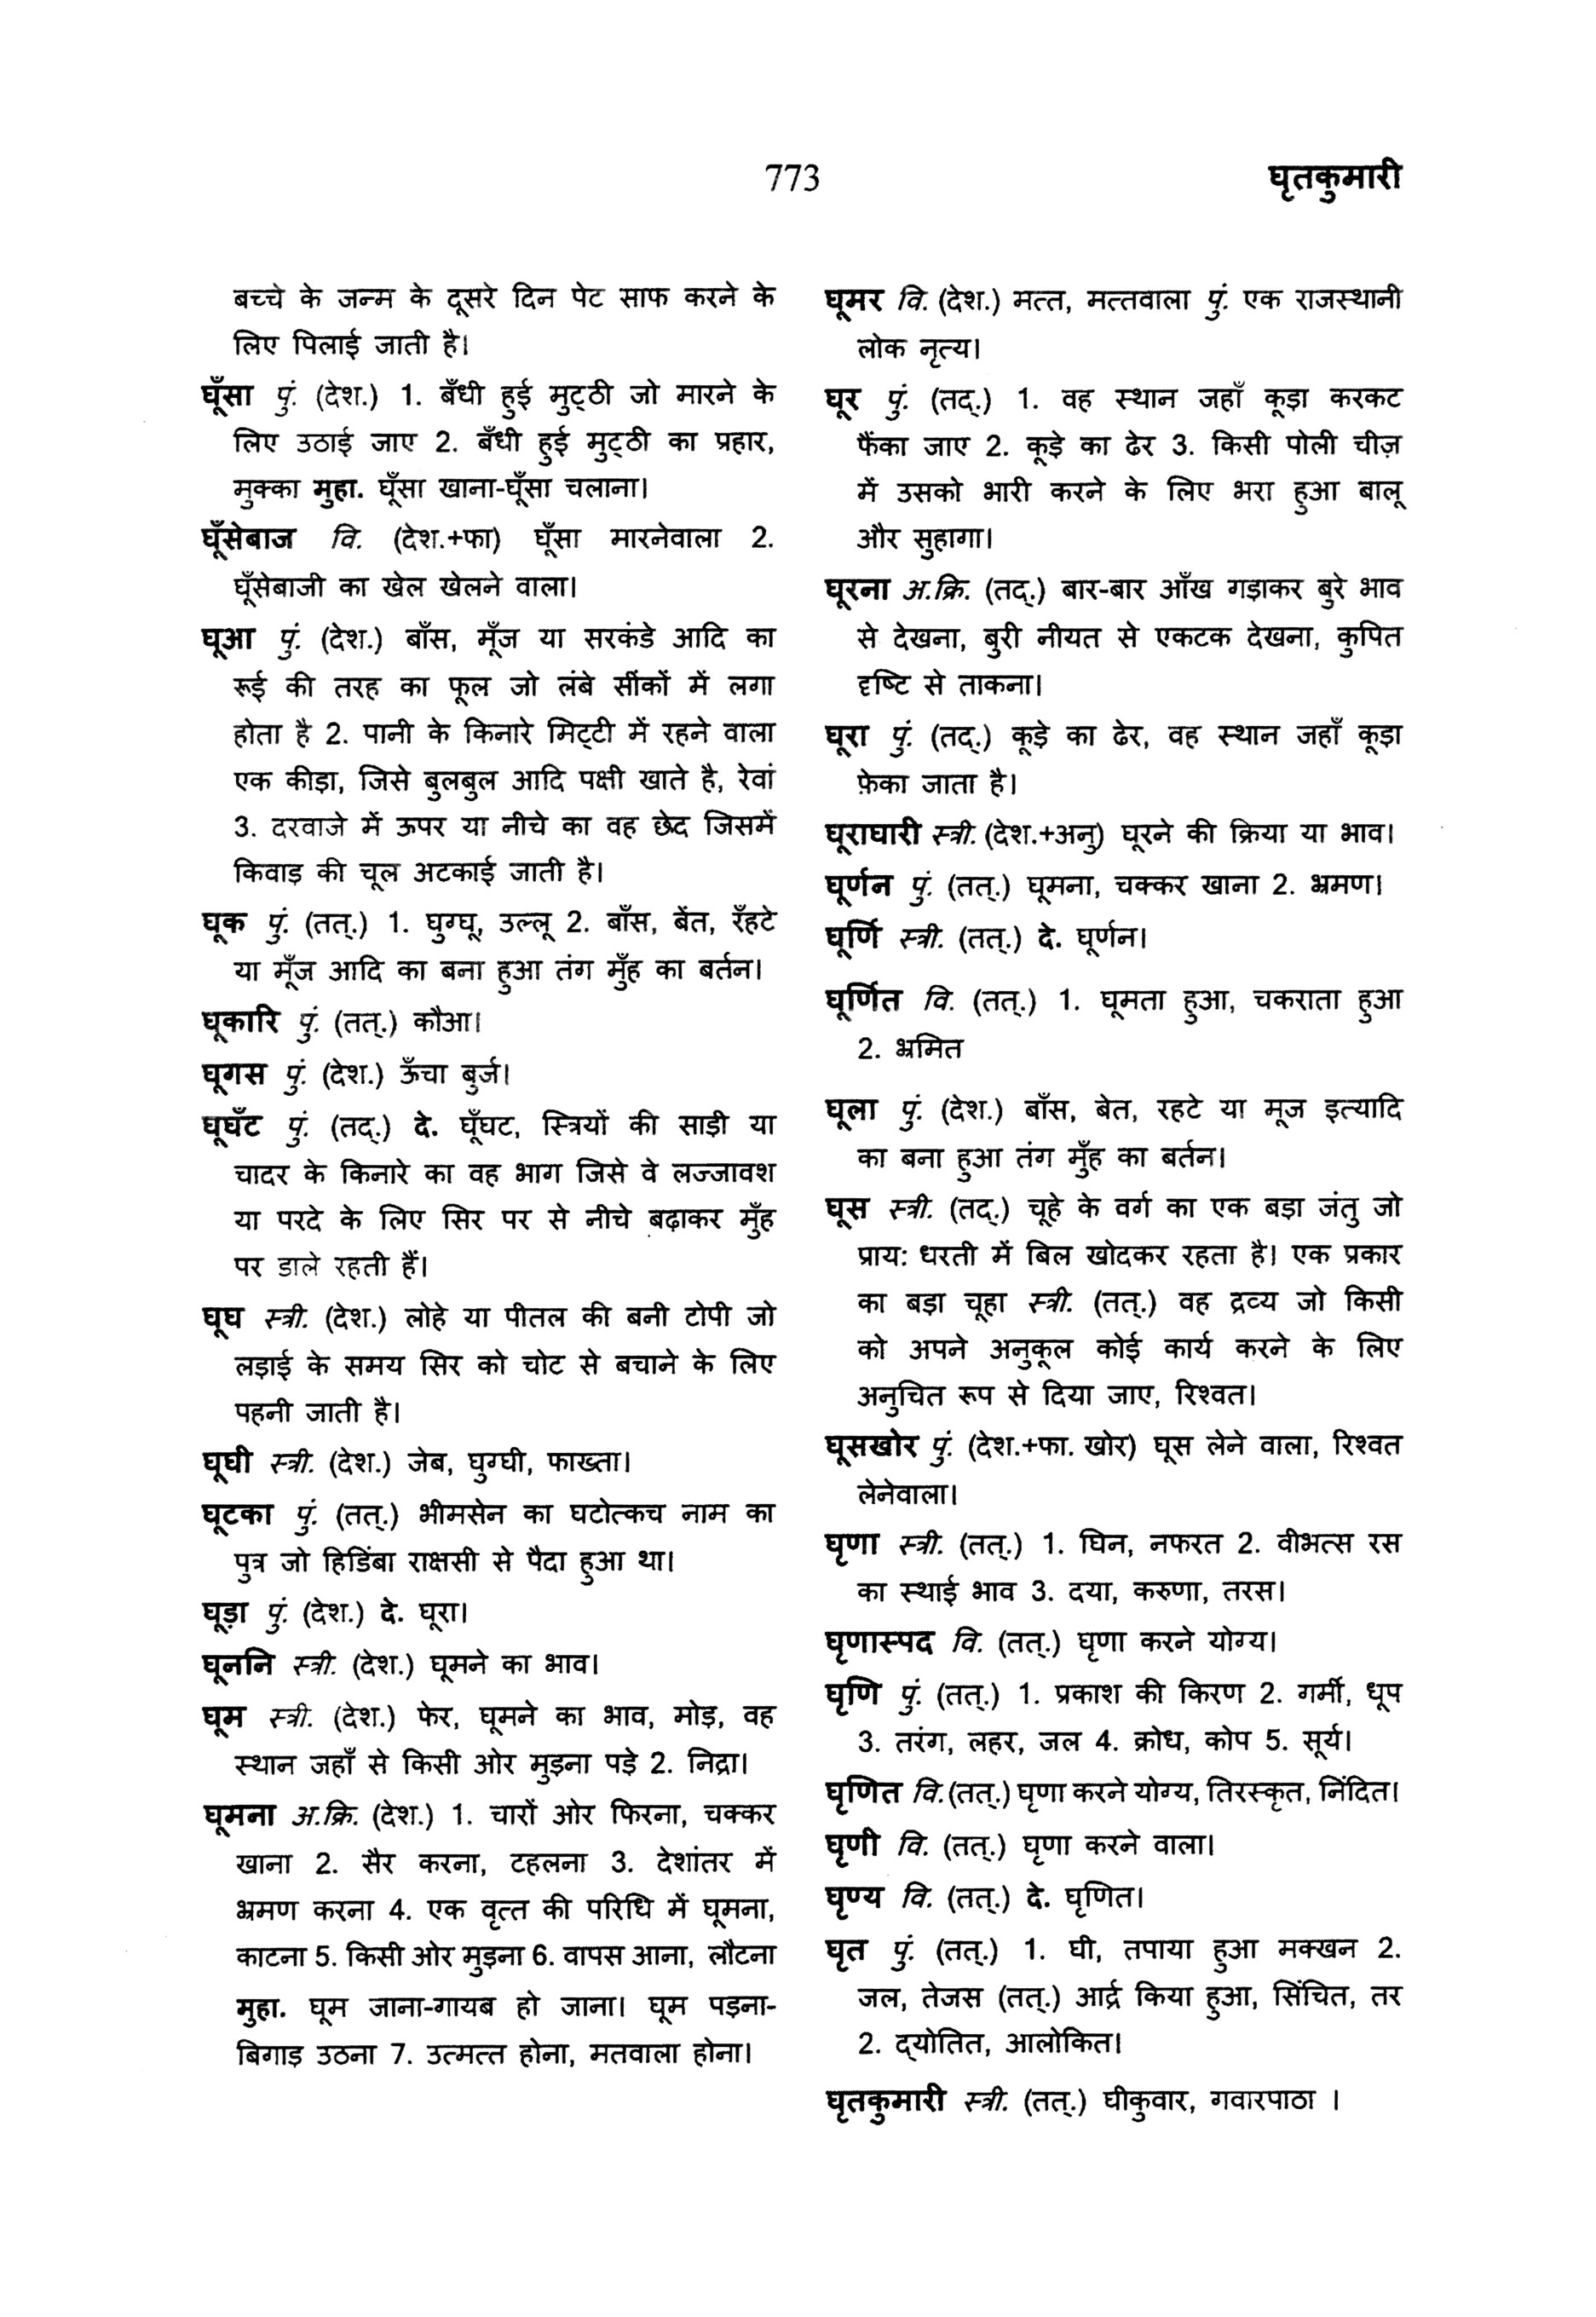 773
घृतकुमारी
बच्चे के जन्म के दूसरे दिन पेट साफ करने के
लिए पिलाई जाती है।
घूँसा पुं. (देश.) 1. बँधी हुई मुट्ठी जो मारने के
लिए उठाई जाए 2. बँधी हुई मुट्ठी का प्रहार,
मुक्का मुहा. घूँसा खाना-घूँसा चलाना।
घूँसेबाज वि. (देश.+फा) घूँसा मारनेवाला 2.
घूँसेबाजी का खेल खेलने वाला।
घूआ पुं. (देश.) बाँस, मूँज या सरकंडे आदि का
रूई की तरह का फूल जो लंबे सींकों में लगा
होता है 2. पानी के किनारे मिट्टी में रहने वाला
एक कीड़ा, जिसे बुलबुल आदि पक्षी खाते है, रेवां
3. दरवाजे में ऊपर या नीचे का वह छेद जिसमें
किवाड़ की चूल अटकाई जाती है।
घूक पुं. (तत्.) 1. घुग्घू, उल्लू 2. बाँस, बेंत, रँहटे
या मूँज आदि का बना हुआ तंग मुँह का बर्तन।
घूकारि पुं. (तत्.) कौआ।
घूगस पुं. (देश.) ऊँचा बुर्ज।
घूघँट पुं. (तद्.) दे. घूँघट, स्त्रियों की साड़ी या
चादर के किनारे का वह भाग जिसे वे लज्जावश
या परदे के लिए सिर पर से नीचे बढ़ाकर मुँह
पर डाले रहती हैं।
घूघ स्त्री. (देश.) लोहे या पीतल की बनी टोपी जो
लड़ाई के समय सिर को चोट से बचाने के लिए
पहनी जाती है।
घूघी स्त्री. (देश.) जेब, घुग्घी, फाख्ता।
घूटका पुं. (तत्.) भीमसेन का घटोत्कच नाम का
पुत्र जो हिडिंबा राक्षसी से पैदा हुआ था।
घूड़ा पुं. (देश.) दे. घूरा।
घूननि स्त्री. (देश.) घूमने का भाव।
घूम स्त्री. (देश.) फेर, घूमने का भाव, मोड़, वह
स्थान जहाँ से किसी ओर मुड़ना पड़े 2. निद्रा।
घूमना अ.क्रि. (देश.) 1. चारों ओर फिरना, चक्कर
खाना 2. सैर करना, टहलना 3. देशांतर में
भ्रमण करना 4. एक वृत्त की परिधि में घूमना,
काटना 5. किसी ओर मुड़ना 6. वापस आना, लौटना
मुहा. घूम जाना-गायब हो जाना। घूम पड़ना-
बिगाड़ उठना 7. उत्मत्त होना, मतवाला होना।
घूमर वि. (देश.) मत्त, मत्तवाला पुं. एक राजस्थानी
लोक नृत्य।
घूर पुं. (तद्.) 1. वह स्थान जहाँ कूड़ा करकट
फैंका जाए 2. कूड़े का ढेर 3. किसी पोली चीज़
में उसको भारी करने के लिए भरा हुआ बालू
और सुहागा।
घूरना अ.क्रि. (तद्.) बार-बार आँख गड़ाकर बुरे भाव
से देखना, बुरी नीयत से एकटक देखना, कुपित
दृष्टि से ताकना।
घूरा पुं. (तद्.) कूड़े का ढेर, वह स्थान जहाँ कूड़ा
फ़ेका जाता है।
घूराघारी स्त्री. (देश.+अनु) घूरने की क्रिया या भाव।
घूर्णन पुं. (तत्.) घूमना, चक्कर खाना 2. भ्रमण।
घूर्णि स्त्री. (तत्.) दे. घूर्णन।
घूर्णित वि. (तत्.) 1. घूमता हुआ, चकराता हुआ
2. भ्रमित
घूला पुं. (देश.) बाँस, बेत, रहटे या मूज इत्यादि
का बना हुआ तंग मुँह का बर्तन।
घूस स्त्री. (तद्.) चूहे के वर्ग का एक बड़ा जंतु जो
प्राय: धरती में बिल खोदकर रहता है। एक प्रकार
का बड़ा चूहा स्त्री. (तत्.) वह द्रव्य जो किसी
को अपने अनुकूल कोई कार्य करने के लिए
अनुचित रूप से दिया जाए, रिश्वत।
घूसखोर पुं. (देश.+फा. खोर) घूस लेने वाला, रिश्वत
लेनेवाला।
घृणा स्त्री. (तत्.) 1. घिन, नफरत 2. वीभत्स रस
का स्थाई भाव 3. दया, करुणा, तरस।
घृणास्पद वि. (तत्.) घृणा करने योग्य।
घृणि पुं. (तत्.) 1. प्रकाश की किरण 2. गर्मी, धूप
3. तरंग, लहर, जल 4. क्रोध, कोप 5. सूर्य।
घृणित वि. (तत्.) घृणा करने योग्य, तिरस्कृत, निंदित।
घृणी वि. (तत्.) घृणा करने वाला।
घृण्य वि. (तत्.) दे. घृणित।
घृत पुं. (तत्.) 1. घी, तपाया हुआ मक्खन 2.
जल, तेजस (तत्.) आर्द्र किया हुआ, सिंचित, तर
2. द्योतित, आलोकित।
घृतकुमारी स्त्री. (तत्.) घीकुवार, गवारपाठा ।